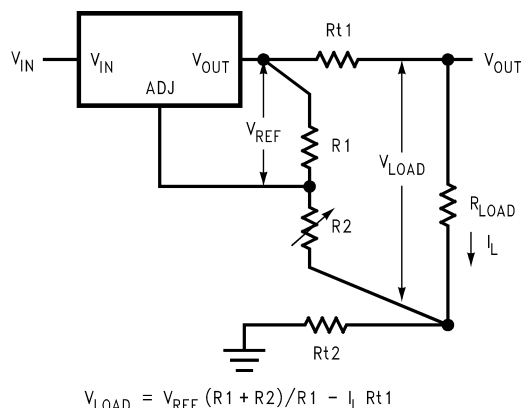 Rt1
V_IN
V_IN
V_OUT
V_OUT
ADJ
V_REF
R1
V_LOAD
R2
R_LOAD
I_L
Rt2
V_LOAD = V_REF (R1 + R2)/R1 - I_L Rt1